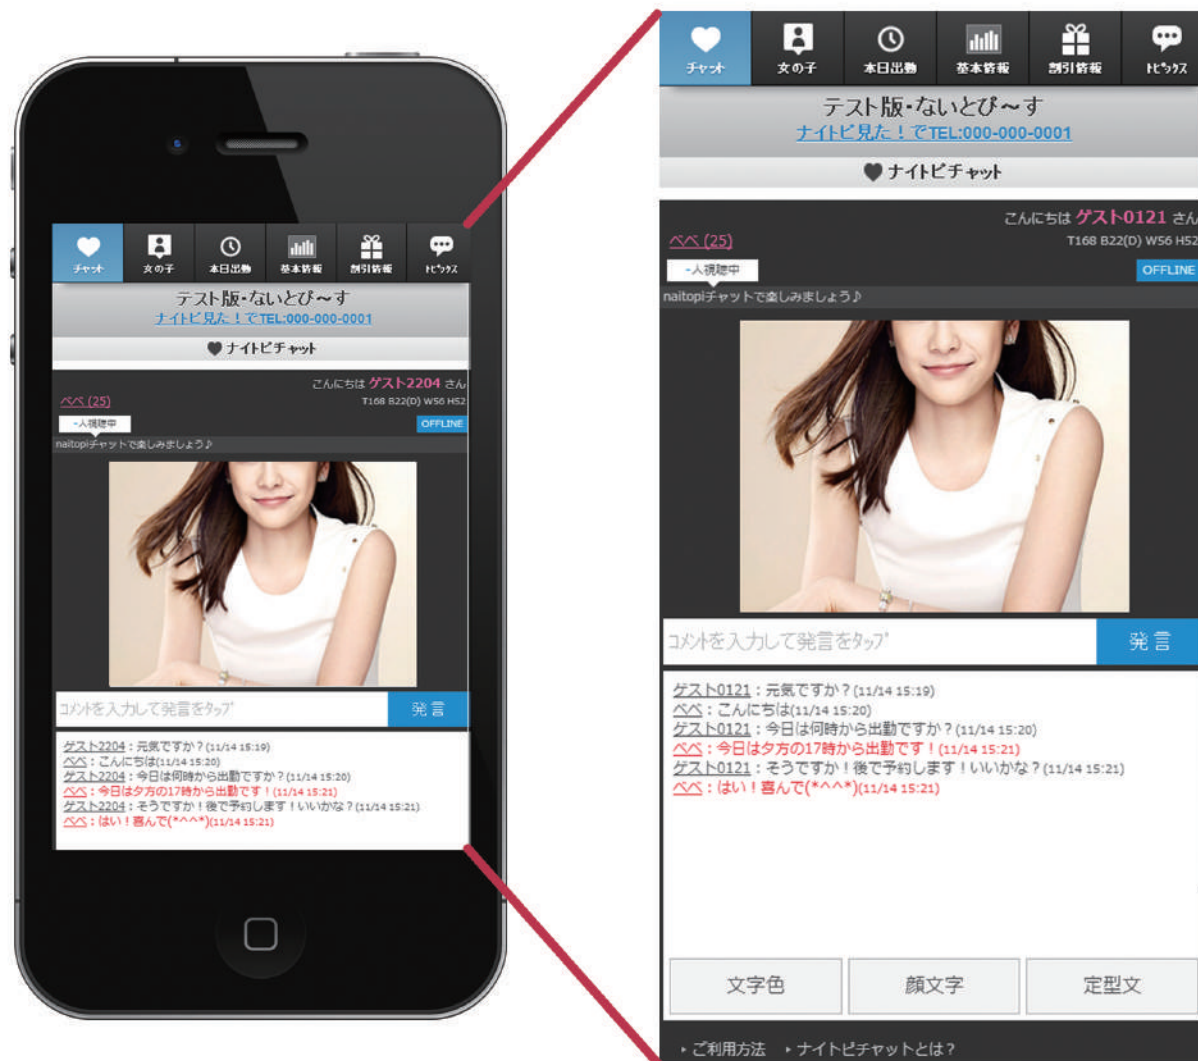 チャット
女の子
本日出勤
基本情報
割引情報
トピックス
テスト版・ないとぴ～す
ナイトピ見た！でTEL:000-000-0001
ナイトピチャット
こんにちは ゲスト2204 さん
ペペ (25)
T168 B22(D) W56 H52
-人視聴中
OFFLINE
naitopiチャットで楽しみましょう♪
コメントを入力して発言をタップ
発言
ゲスト2204：元気ですか？(11/14 15:19)
ペペ：こんにちは(11/14 15:20)
ゲスト2204：今日は何時から出勤ですか？(11/14 15:20)
ペペ：今日は夕方の17時から出勤です！(11/14 15:21)
ゲスト2204：そうですか！後で予約します！いいかな？(11/14 15:21)
ペペ：はい！喜んで(*^^*)(11/14 15:21)
チャット
女の子
本日出勤
基本情報
割引情報
トピックス
テスト版・ないとぴ～す
ナイトピ見た！でTEL:000-000-0001
ナイトピチャット
こんにちは ゲスト0121 さん
ペペ (25)
T168 B22(D) W56 H52
-人視聴中
OFFLINE
naitopiチャットで楽しみましょう♪
コメントを入力して発言をタップ
発言
ゲスト0121：元気ですか？(11/14 15:19)
ペペ：こんにちは(11/14 15:20)
ゲスト0121：今日は何時から出勤ですか？(11/14 15:20)
ペペ：今日は夕方の17時から出勤です！(11/14 15:21)
ゲスト0121：そうですか！後で予約します！いいかな？(11/14 15:21)
ペペ：はい！喜んで(*^^*)(11/14 15:21)
文字色
顔文字
定型文
ご利用方法
ナイトピチャットとは？